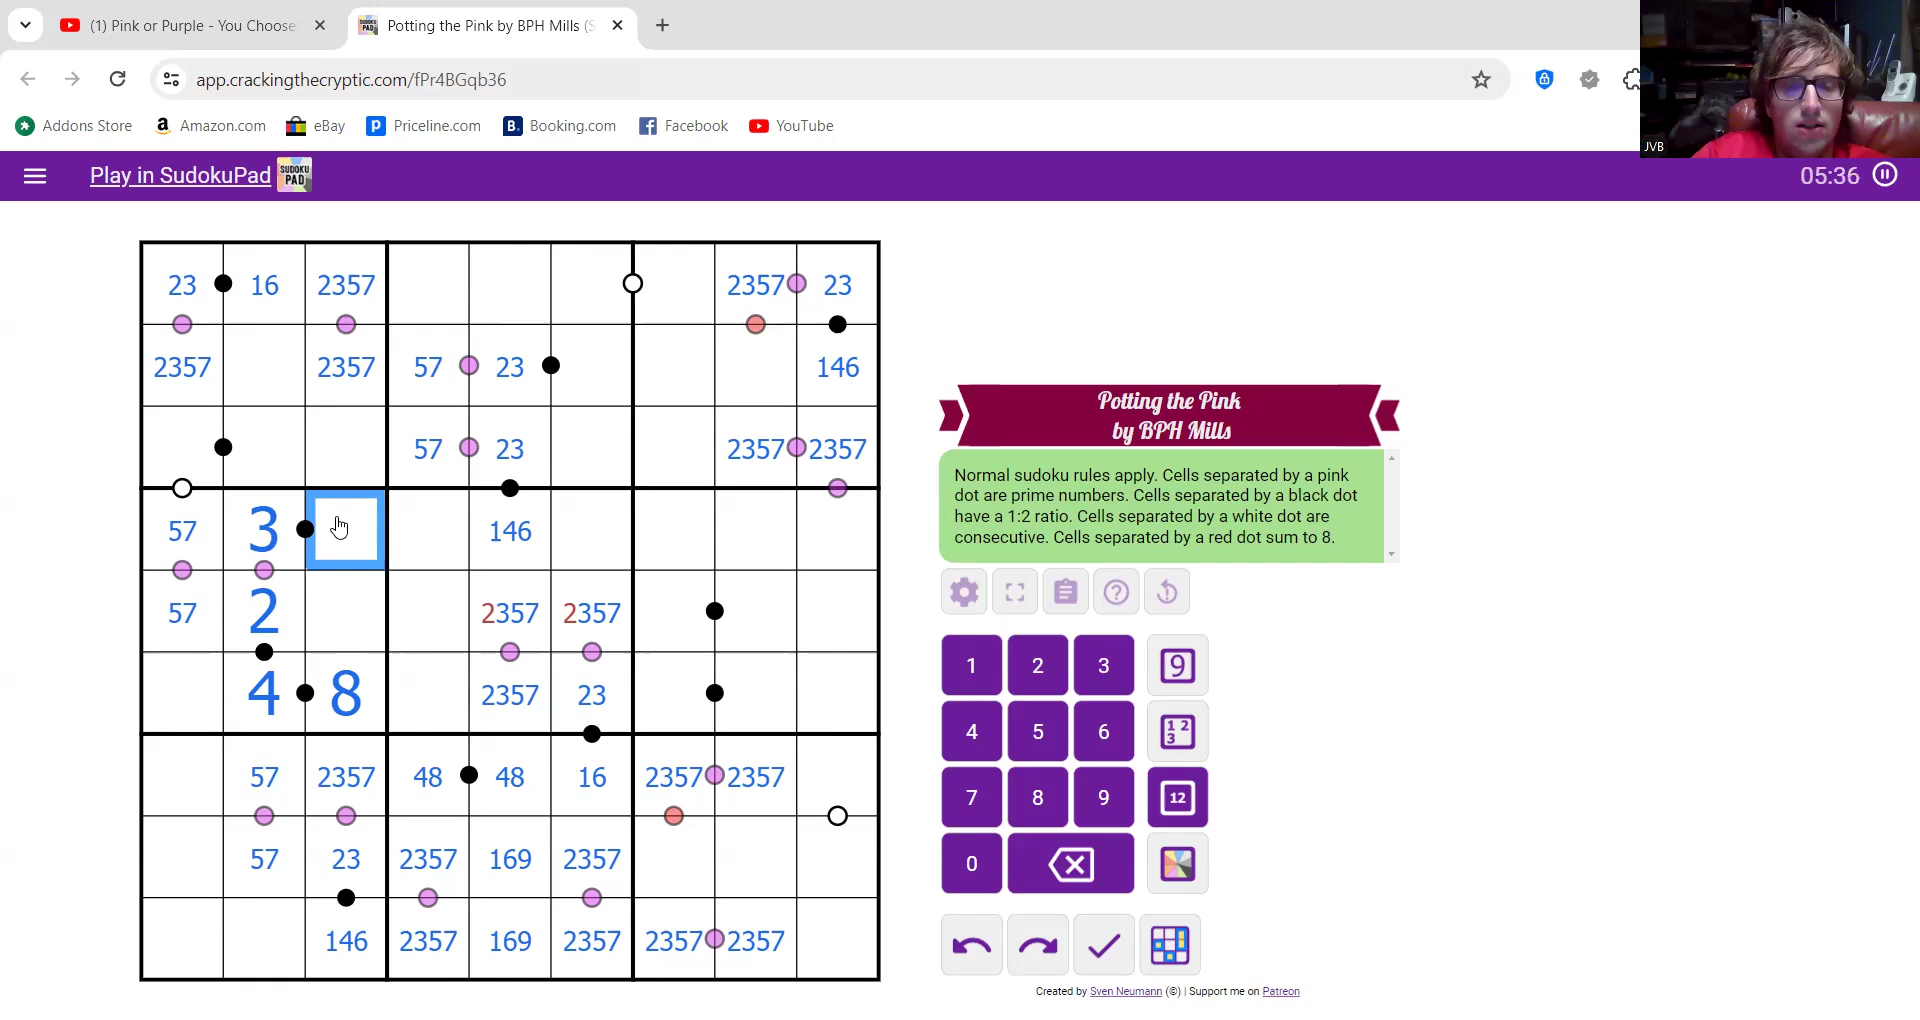 (1) Pink or Purple - You Choose
Potting the Pink by BPH Mills (S
app.crackingthecryptic.com/fPr4BGqb36
Addons Store
Amazon.com
eBay
Priceline.com
Booking.com
Facebook
YouTube
JVB
Play in SudokuPad
SUDOKU PAD
05:36
23 16 2357 2357 23
2357 2357 57 23 146
57 23 2357 2357
57 3 146
57 2 2357 2357
4 8 2357 23
57 2357 48 48 16 2357 2357
57 23 2357 169 2357
146 2357 169 2357 2357 2357
Potting the Pink
by BPH Mills
Normal sudoku rules apply. Cells separated by a pink
dot are prime numbers. Cells separated by a black dot
have a 1:2 ratio. Cells separated by a white dot are
consecutive. Cells separated by a red dot sum to 8.
1 2 3 9
4 5 6 1 2 3
7 8 9 12
0
Created by Sven Neumann (©) | Support me on Patreon